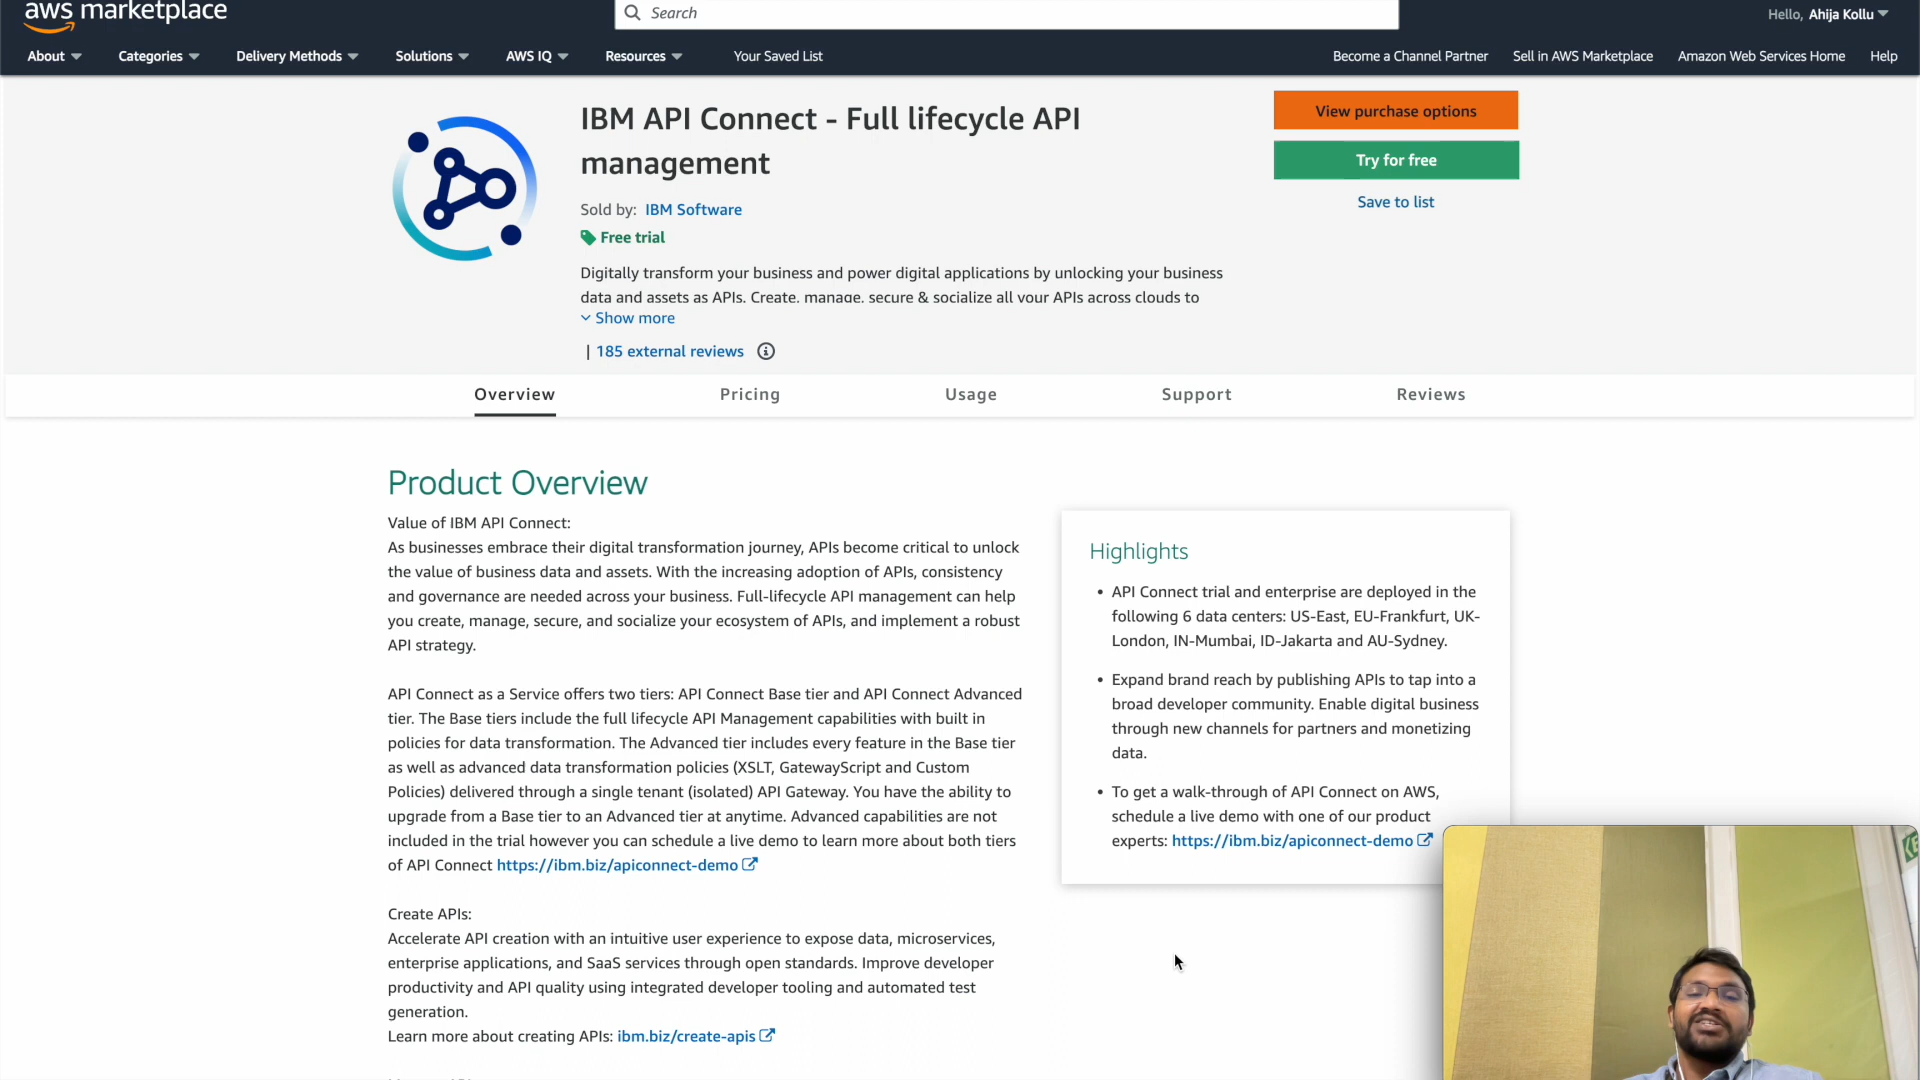 aws marketplace
Search
Hello, Ahija Kollu
About
Categories
Delivery Methods
Solutions
AWS IQ
Resources
Your Saved List
Become a Channel Partner
Sell in AWS Marketplace
Amazon Web Services Home
Help
IBM API Connect - Full lifecycle API
management
Sold by: IBM Software
Free trial
Digitally transform your business and power digital applications by unlocking your business
data and assets as APIs. Create, manage, secure & socialize all your APIs across clouds to
Show more
| 185 external reviews
View purchase options
Try for free
Save to list
Overview
Pricing
Usage
Support
Reviews
Product Overview
Value of IBM API Connect:
As businesses embrace their digital transformation journey, APIs become critical to unlock
the value of business data and assets. With the increasing adoption of APIs, consistency
and governance are needed across your business. Full-lifecycle API management can help
you create, manage, secure, and socialize your ecosystem of APIs, and implement a robust
API strategy.
API Connect as a Service offers two tiers: API Connect Base tier and API Connect Advanced
tier. The Base tiers include the full lifecycle API Management capabilities with built in
policies for data transformation. The Advanced tier includes every feature in the Base tier
as well as advanced data transformation policies (XSLT, GatewayScript and Custom
Policies) delivered through a single tenant (isolated) API Gateway. You have the ability to
upgrade from a Base tier to an Advanced tier at anytime. Advanced capabilities are not
included in the trial however you can schedule a live demo to learn more about both tiers
of API Connect https://ibm.biz/apiconnect-demo
Create APIs:
Accelerate API creation with an intuitive user experience to expose data, microservices,
enterprise applications, and SaaS services through open standards. Improve developer
productivity and API quality using integrated developer tooling and automated test
generation.
Learn more about creating APIs: ibm.biz/create-apis
Highlights
• API Connect trial and enterprise are deployed in the
following 6 data centers: US-East, EU-Frankfurt, UK-
London, IN-Mumbai, ID-Jakarta and AU-Sydney.
• Expand brand reach by publishing APIs to tap into a
broad developer community. Enable digital business
through new channels for partners and monetizing
data.
• To get a walk-through of API Connect on AWS,
schedule a live demo with one of our product
experts: https://ibm.biz/apiconnect-demo